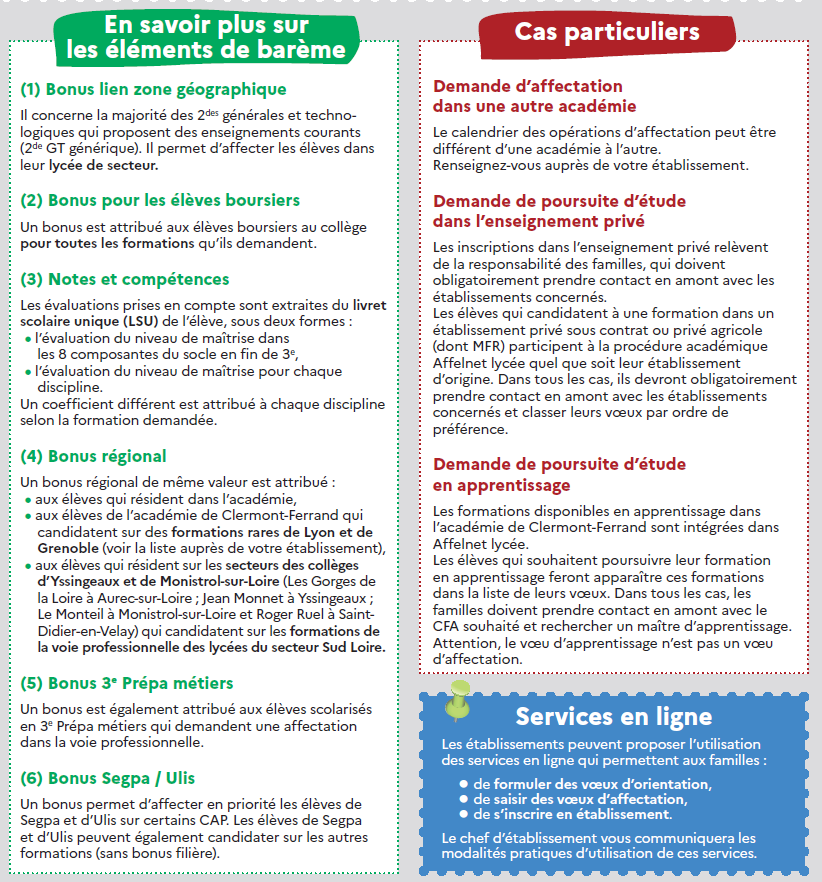 En savoir plus sur
les éléments de barème
(1) Bonus lien zone géographique
Il concerne la majorité des 2des générales et techno-
logiques qui proposent des enseignements courants
(2de GT générique). Il permet d’affecter les élèves dans
leur lycée de secteur.
(2) Bonus pour les élèves boursiers
Un bonus est attribué aux élèves boursiers au collège
pour toutes les formations qu’ils demandent.
(3) Notes et compétences
Les évaluations prises en compte sont extraites du livret
scolaire unique (LSU) de l’élève, sous deux formes :
• l’évaluation du niveau de maîtrise dans
les 8 composantes du socle en fin de 3e,
• l’évaluation du niveau de maîtrise pour chaque
discipline.
Un coefficient différent est attribué à chaque discipline
selon la formation demandée.
(4) Bonus régional
Un bonus régional de même valeur est attribué :
• aux élèves qui résident dans l’académie,
• aux élèves de l’académie de Clermont-Ferrand qui
candidatent sur des formations rares de Lyon et de
Grenoble (voir la liste auprès de votre établissement),
• aux élèves qui résident sur les secteurs des collèges
d’Yssingeaux et de Monistrol-sur-Loire (Les Gorges de
la Loire à Aurec-sur-Loire ; Jean Monnet à Yssingeaux ;
Le Monteil à Monistrol-sur-Loire et Roger Ruel à Saint-
Didier-en-Velay) qui candidatent sur les formations de
la voie professionnelle des lycées du secteur Sud Loire.
(5) Bonus 3e Prépa métiers
Un bonus est également attribué aux élèves scolarisés
en 3e Prépa métiers qui demandent une affectation
dans la voie professionnelle.
(6) Bonus Segpa / Ulis
Un bonus permet d’affecter en priorité les élèves de
Segpa et d’Ulis sur certains CAP. Les élèves de Segpa
et d’Ulis peuvent également candidater sur les autres
formations (sans bonus filière).
Cas particuliers
Demande d’affectation
dans une autre académie
Le calendrier des opérations d’affectation peut être
différent d’une académie à l’autre.
Renseignez-vous auprès de votre établissement.
Demande de poursuite d’étude
dans l’enseignement privé
Les inscriptions dans l’enseignement privé relèvent
de la responsabilité des familles, qui doivent
obligatoirement prendre contact en amont avec les
établissements concernés.
Les élèves qui candidatent à une formation dans un
établissement privé sous contrat ou privé agricole
(dont MFR) participent à la procédure académique
Affelnet lycée quel que soit leur établissement
d’origine. Dans tous les cas, ils devront obligatoirement
prendre contact en amont avec les établissements
concernés et classer leurs vœux par ordre de
préférence.
Demande de poursuite d’étude
en apprentissage
Les formations disponibles en apprentissage dans
l’académie de Clermont-Ferrand sont intégrées dans
Affelnet lycée.
Les élèves qui souhaitent poursuivre leur formation
en apprentissage feront apparaître ces formations
dans la liste de leurs vœux. Dans tous les cas, les
familles doivent prendre contact en amont avec le
CFA souhaité et rechercher un maître d’apprentissage.
Attention, le vœu d’apprentissage n’est pas un vœu
d’affectation.
Services en ligne
Les établissements peuvent proposer l’utilisation
des services en ligne qui permettent aux familles :
• de formuler des vœux d’orientation,
• de saisir des vœux d’affectation,
• de s’inscrire en établissement.
Le chef d’établissement vous communiquera les
modalités pratiques d’utilisation de ces services.